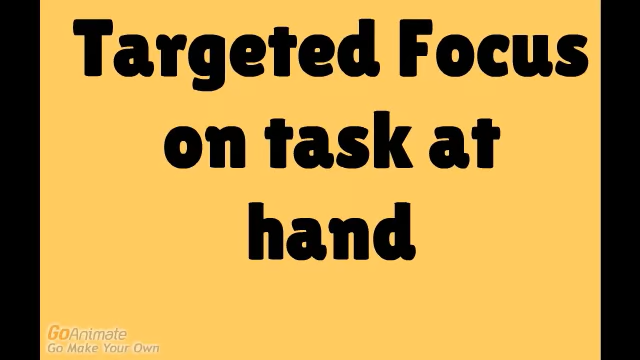 Targeted Focus
on task at
hand
GoAnimate
Go Make Your Own